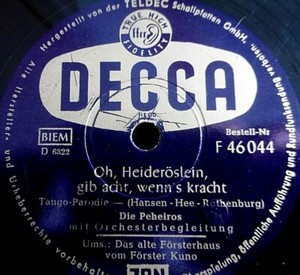 Alle Hersteller- und Urheberrechte vorbehalten
Hergestellt von der TELDEC Schallplatten GmbH.
TRUE HIGH
ffrr
FIDELITY
DECCA
BIEM
D 6322
Bestell-Nr
F 46044
Oh, Heideröslein,
gib acht, wenn's kracht
Tango-Parodie - (Hansen-Hee-Rothenburg)
Die Peheiros
mit Orchesterbegleitung
Ums.: Das alte Försterhaus
vom Förster Kuno
öffentliche Aufführung und Rundfunksendung verboten.